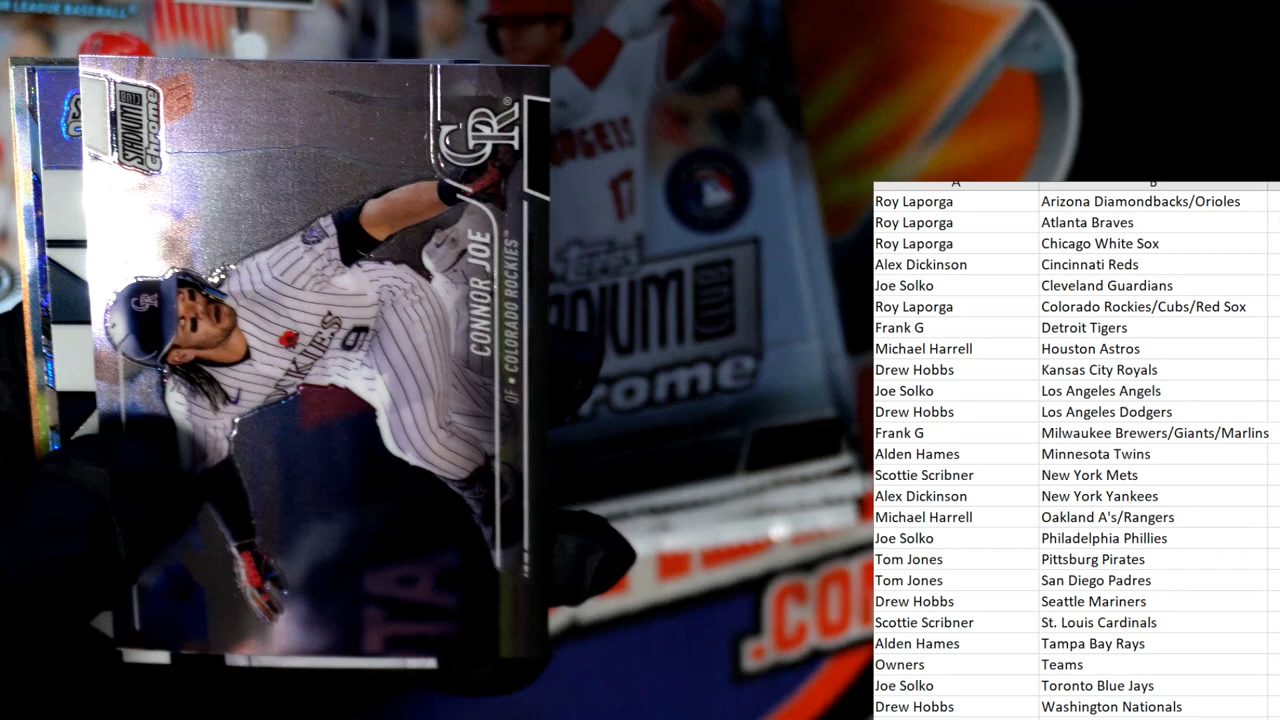 LEAGUE BASEBALL
STADIUM
CLUB
Chrome
CR
CONNOR JOE
OF • COLORADO ROCKIES™
CR
9
ANGELS
17
Topps
STADIUM CLUB
Chrome
.CO
A B
Roy Laporga Arizona Diamondbacks/Orioles
Roy Laporga Atlanta Braves
Roy Laporga Chicago White Sox
Alex Dickinson Cincinnati Reds
Joe Solko Cleveland Guardians
Roy Laporga Colorado Rockies/Cubs/Red Sox
Frank G Detroit Tigers
Michael Harrell Houston Astros
Drew Hobbs Kansas City Royals
Joe Solko Los Angeles Angels
Drew Hobbs Los Angeles Dodgers
Frank G Milwaukee Brewers/Giants/Marlins
Alden Hames Minnesota Twins
Scottie Scribner New York Mets
Alex Dickinson New York Yankees
Michael Harrell Oakland A's/Rangers
Joe Solko Philadelphia Phillies
Tom Jones Pittsburg Pirates
Tom Jones San Diego Padres
Drew Hobbs Seattle Mariners
Scottie Scribner St. Louis Cardinals
Alden Hames Tampa Bay Rays
Owners Teams
Joe Solko Toronto Blue Jays
Drew Hobbs Washington Nationals